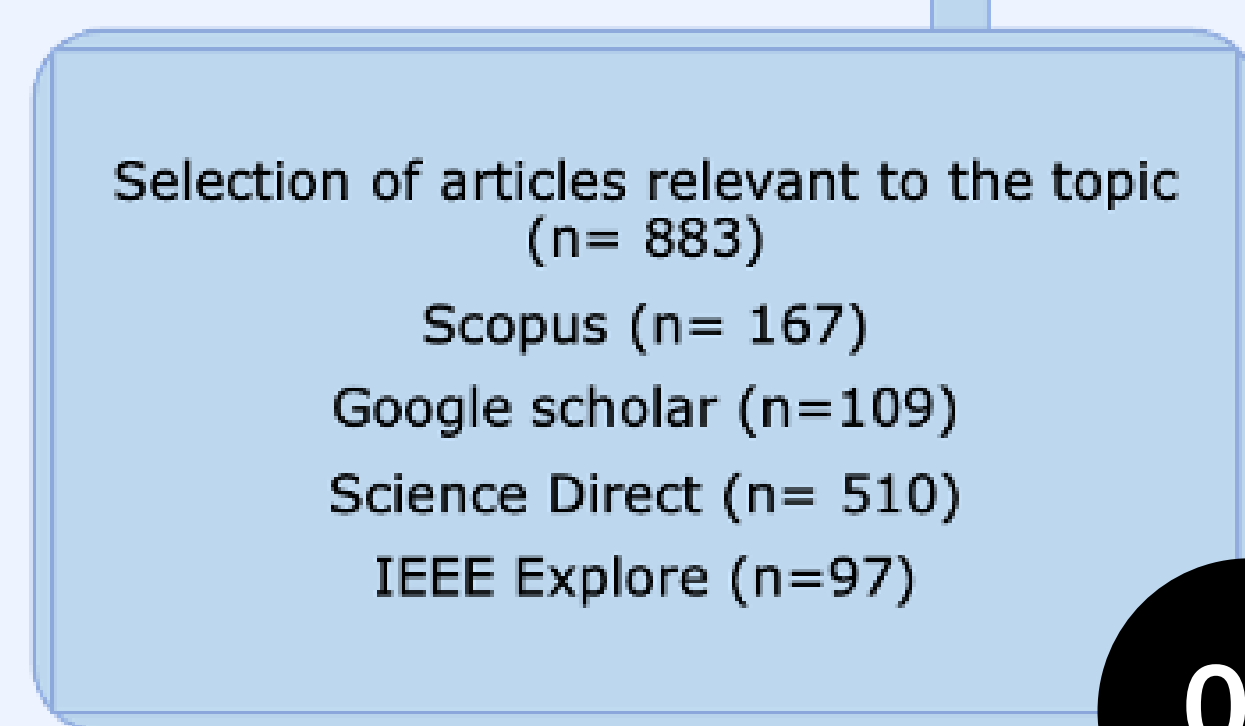 Selection of articles relevant to the topic
(n= 883)
Scopus (n= 167)
Google scholar (n=109)
Science Direct (n= 510)
IEEE Explore (n=97)